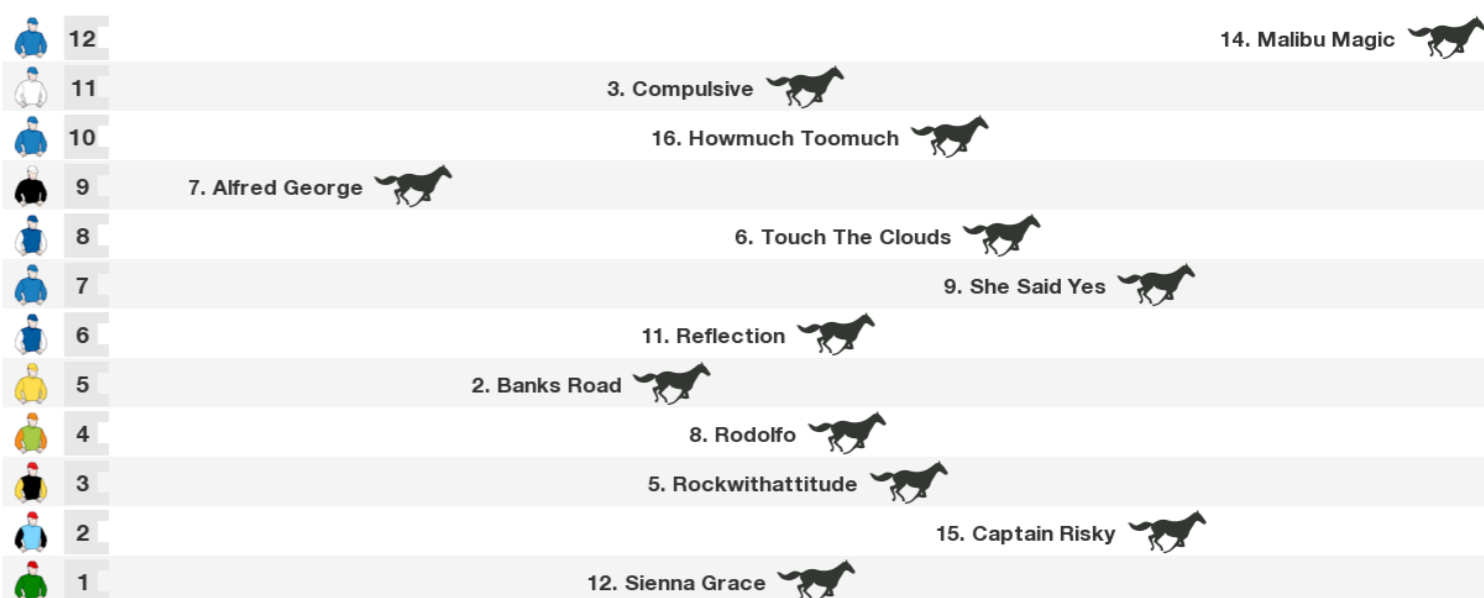 12 14. Malibu Magic
11 3. Compulsive
10 16. Howmuch Toomuch
9 7. Alfred George
8 6. Touch The Clouds
7 9. She Said Yes
6 11. Reflection
5 2. Banks Road
4 8. Rodolfo
3 5. Rockwithattitude
2 15. Captain Risky
1 12. Sienna Grace